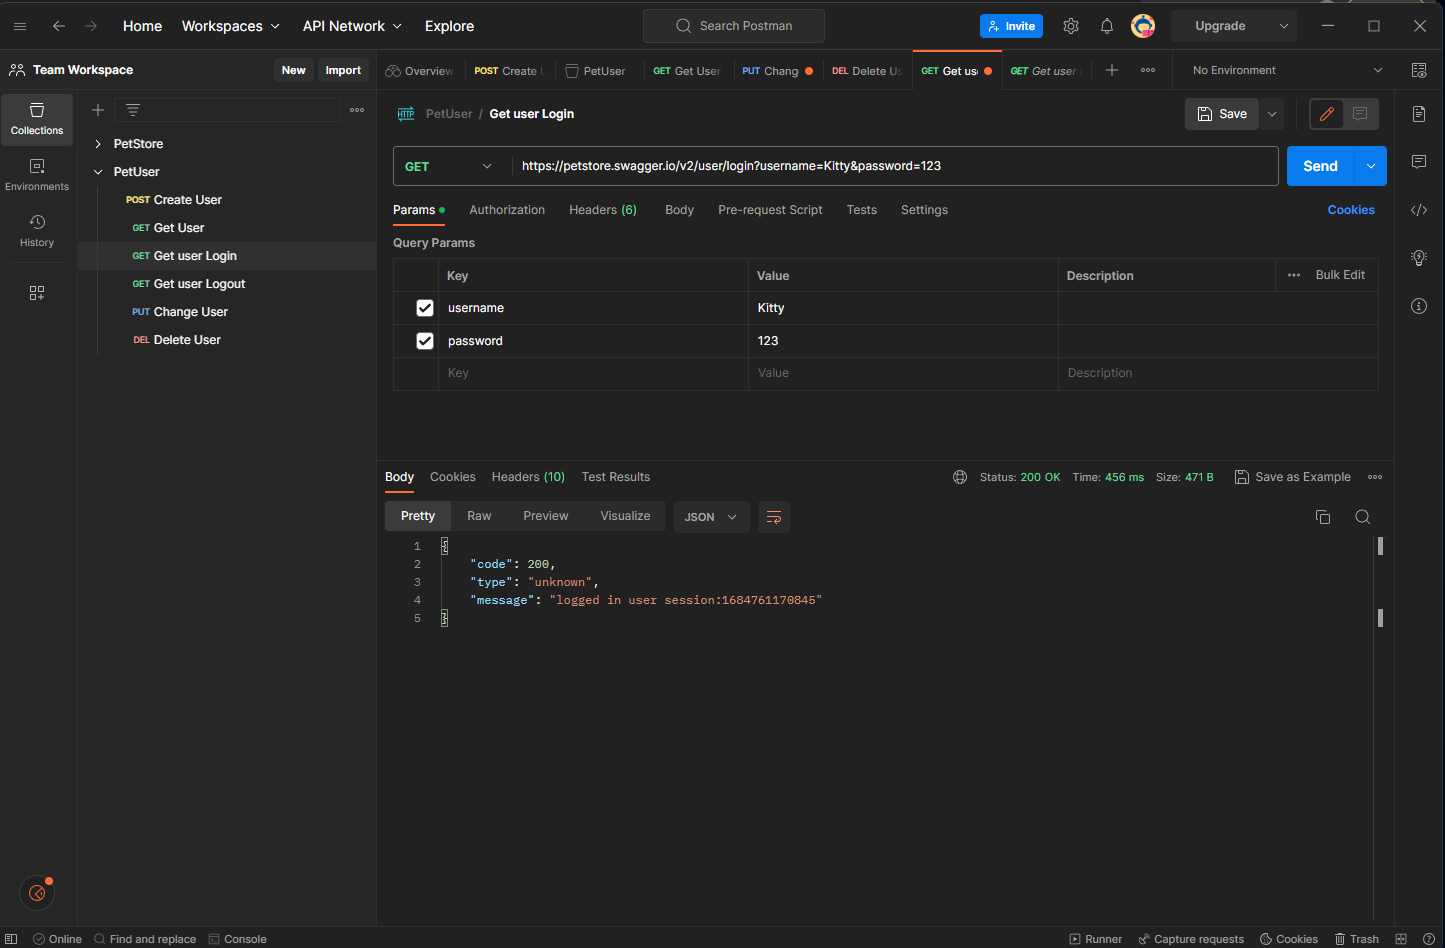 Home Workspaces API Network Explore Search Postman Invite Upgrade
Team Workspace New Import Overview POST Create PetUser GET Get User PUT Chang DEL Delete Us GET Get us GET Get user No Environment
Collections
Environments
History
PetStore
PetUser
POST Create User
GET Get User
GET Get user Login
GET Get user Logout
PUT Change User
DEL Delete User
HTTP PetUser / Get user Login Save
GET https://petstore.swagger.io/v2/user/login?username=Kitty&password=123 Send
Params Authorization Headers (6) Body Pre-request Script Tests Settings Cookies
Query Params
Key Value Description Bulk Edit
username Kitty
password 123
Key Value Description
Body Cookies Headers (10) Test Results Status: 200 OK Time: 456 ms Size: 471 B Save as Example
Pretty Raw Preview Visualize JSON
1 {
2 "code": 200,
3 "type": "unknown",
4 "message": "logged in user session:1684761170845"
5 }
Online Find and replace Console Runner Capture requests Cookies Trash